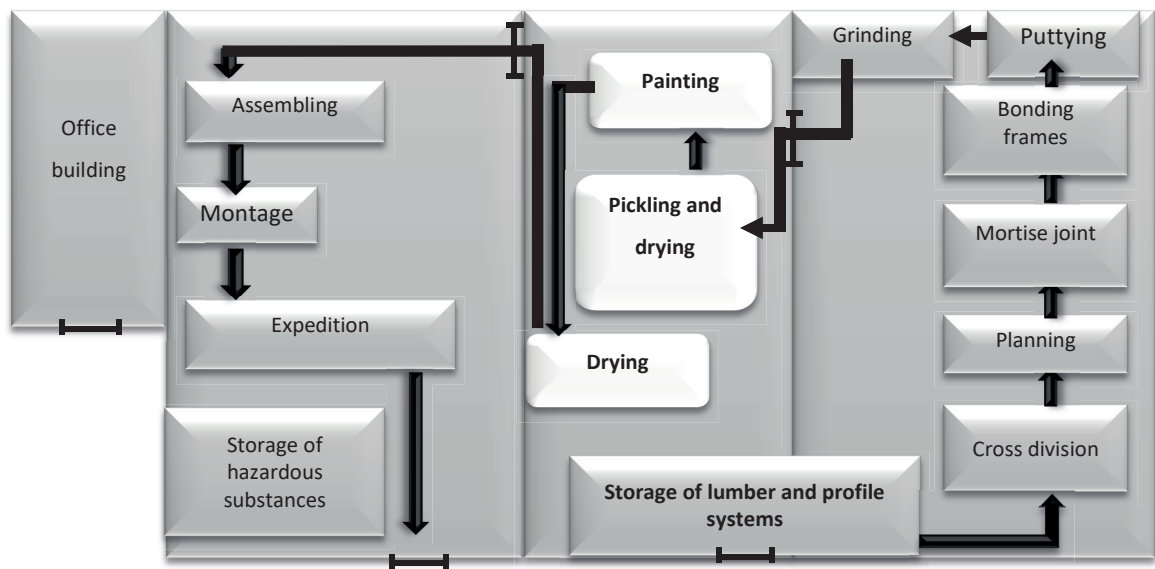 Office
building
Assembling
Montage
Expedition
Storage of
hazardous
substances
Painting
Pickling and
drying
Drying
Storage of lumber and profile
systems
Grinding
Puttying
Bonding
frames
Mortise joint
Planning
Cross division